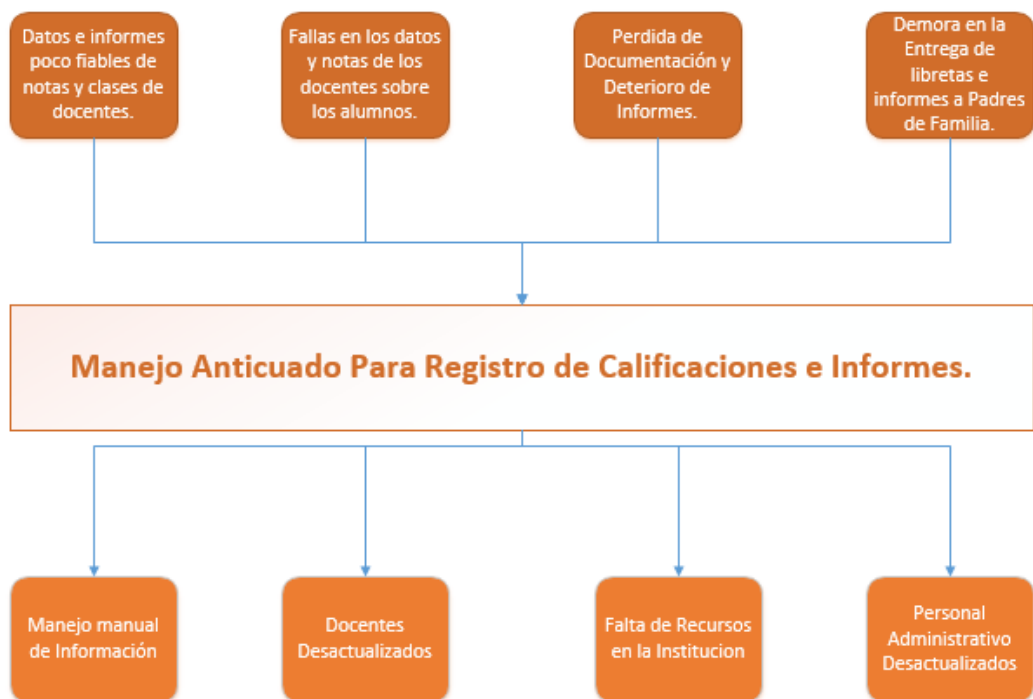 Datos e informes
poco fiables de
notas y clases de
docentes.
Fallas en los datos
y notas de los
docentes sobre
los alumnos.
Perdida de
Documentación y
Deterioro de
Informes.
Demora en la
Entrega de
libretas e
informes a Padres
de Familia.
Manejo Anticuado Para Registro de Calificaciones e Informes.
Manejo manual
de Información
Docentes
Desactualizados
Falta de Recursos
en la Institucion
Personal
Administrativo
Desactualizados